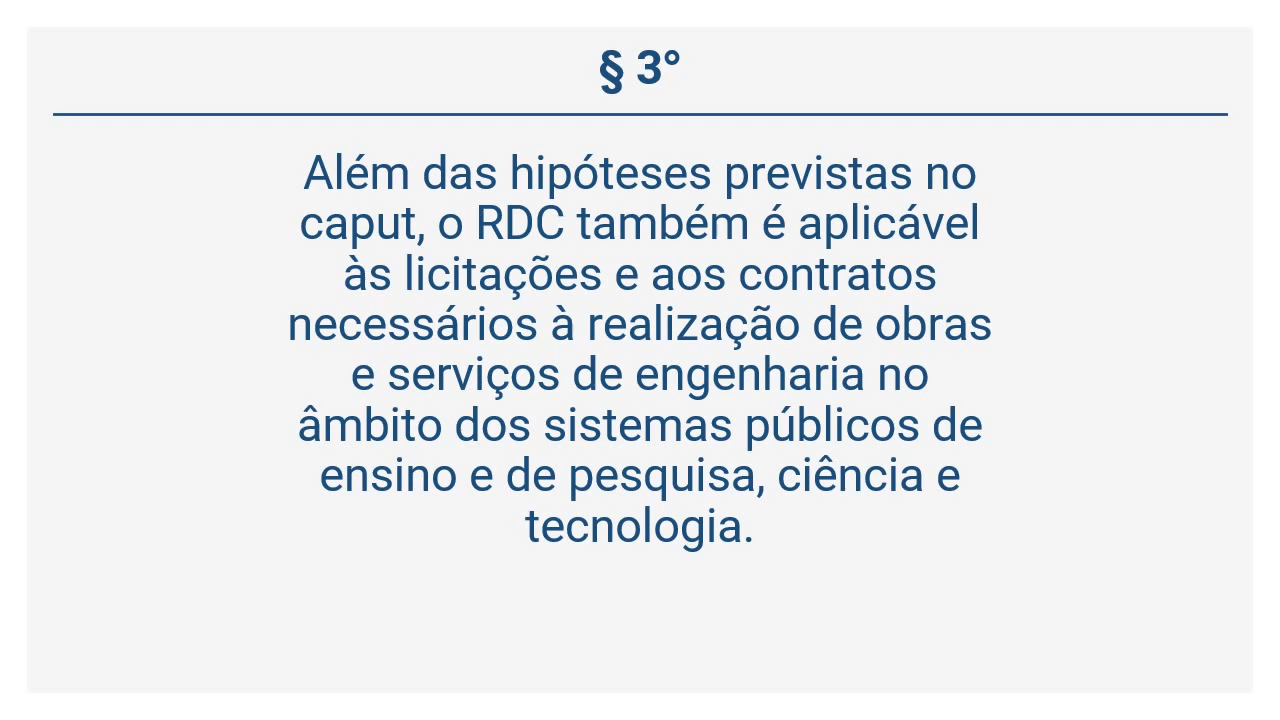 § 3°
Além das hipóteses previstas no
caput, o RDC também é aplicável
às licitações e aos contratos
necessários à realização de obras
e serviços de engenharia no
âmbito dos sistemas públicos de
ensino e de pesquisa, ciência e
tecnologia.